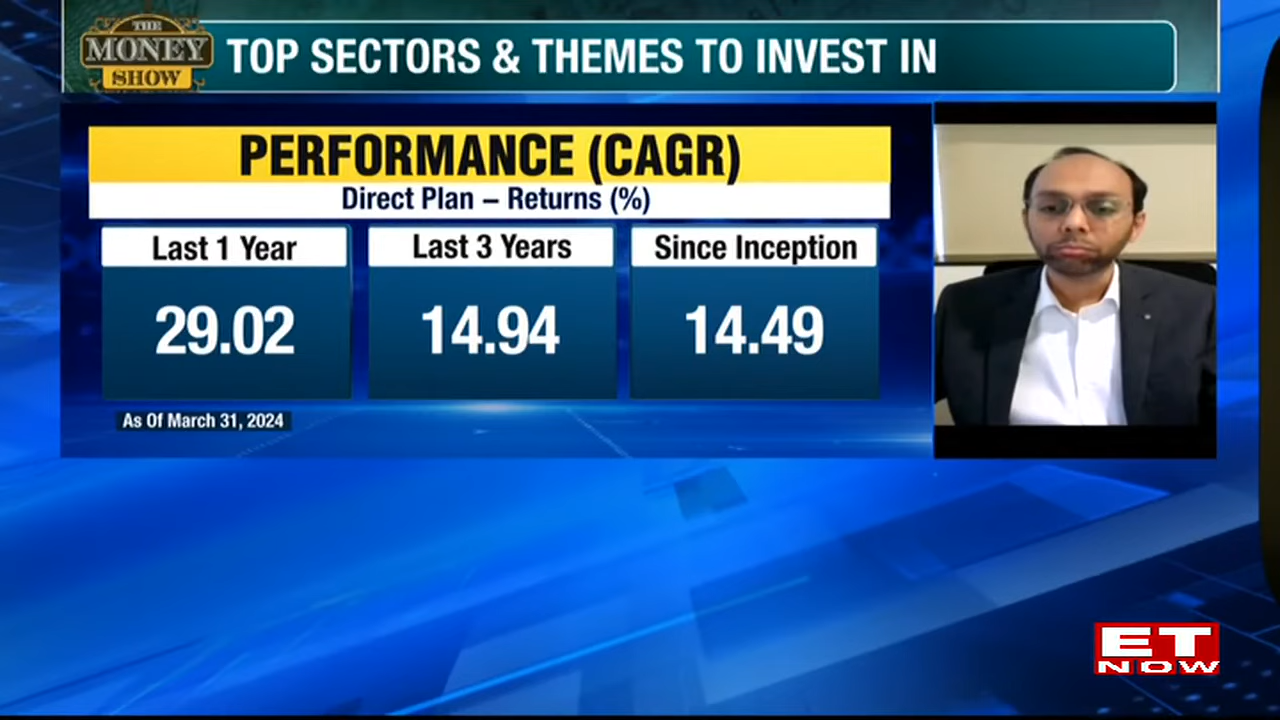 THE
MONEY
SHOW
TOP SECTORS & THEMES TO INVEST IN
PERFORMANCE (CAGR)
Direct Plan – Returns (%)
Last 1 Year
Last 3 Years
Since Inception
29.02
14.94
14.49
As Of March 31, 2024
ET
NOW